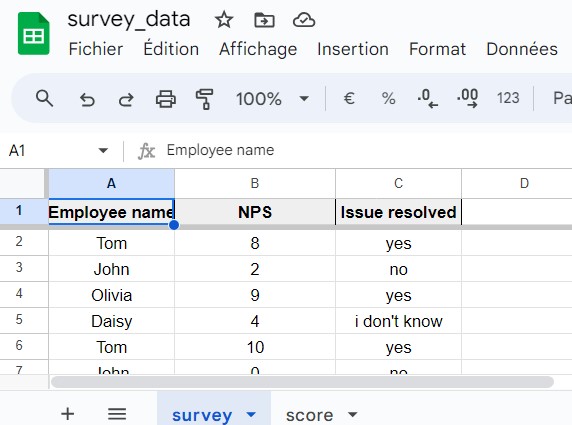 survey_data
Fichier Édition Affichage Insertion Format Données
100% € % .0 .00 123 Pa
A1 fx Employee name
A B C D
1 Employee name NPS Issue resolved
2 Tom 8 yes
3 John 2 no
4 Olivia 9 yes
5 Daisy 4 i don't know
6 Tom 10 yes
7 John 0 no
survey score